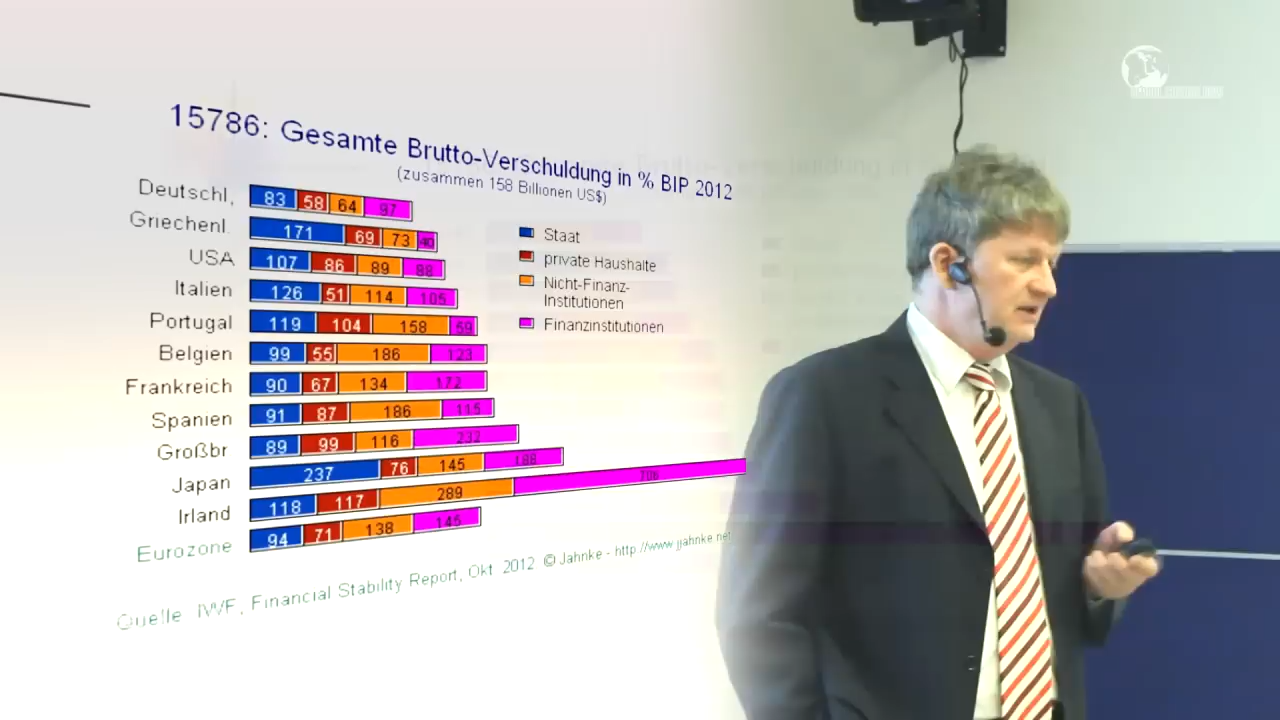 15786: Gesamte Brutto-Verschuldung in % BIP 2012
(zusammen 158 Billionen US$)
Deutschl, 83 58 64 97
Griechenl. 171 69 73 40
USA 107 86 89 88
Italien 126 51 114 105
Portugal 119 104 158 59
Belgien 99 55 186 123
Frankreich 90 67 134 172
Spanien 91 87 186 115
Großbr 89 99 116 232
Japan 237 76 145 188
Irland 118 117 289 706
Eurozone 94 71 138 145
Staat
private Haushalte
Nicht-Finanz-
Institutionen
Finanzinstitutionen
Quelle IWF, Financial Stability Report, Okt 2012 © Jahnke - http://www.jjahnke.net